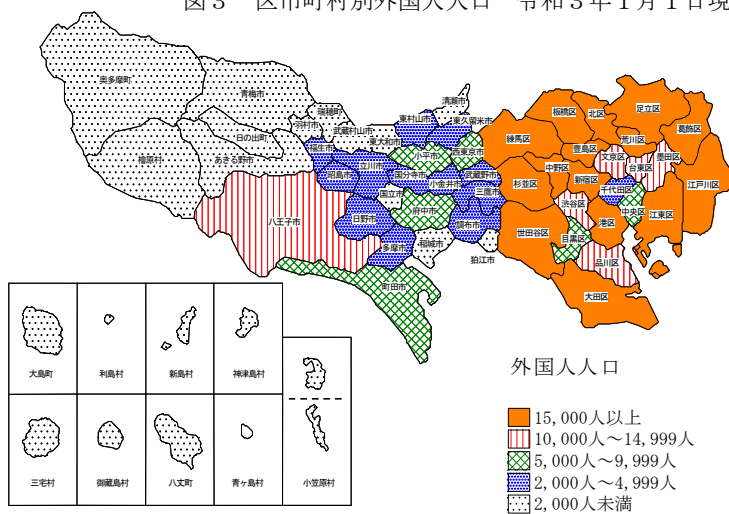 図３ 区市町村別外国人人口 令和３年１月１日現
奥多摩町
青梅市
瑞穂町
清瀬市
羽村市
武蔵村山市
東大和市
東村山市
東久留米市
日の出町
檜原村
あきる野市
福生市
昭島市
立川市
小平市
西東京市
国分寺市
小金井市
武蔵野市
三鷹市
国立市
府中市
日野市
八王子市
多摩市
稲城市
調布市
狛江市
町田市
練馬区
板橋区
北区
足立区
葛飾区
豊島区
荒川区
文京区
台東区
墨田区
江戸川区
中野区
杉並区
新宿区
千代田区
渋谷区
中央区
江東区
港区
世田谷区
目黒区
品川区
大田区
大島町
利島村
新島村
神津島村
三宅村
御蔵島村
八丈町
青ヶ島村
小笠原村
外国人人口
15,000人以上
10,000人～14,999人
5,000人～9,999人
2,000人～4,999人
2,000人未満